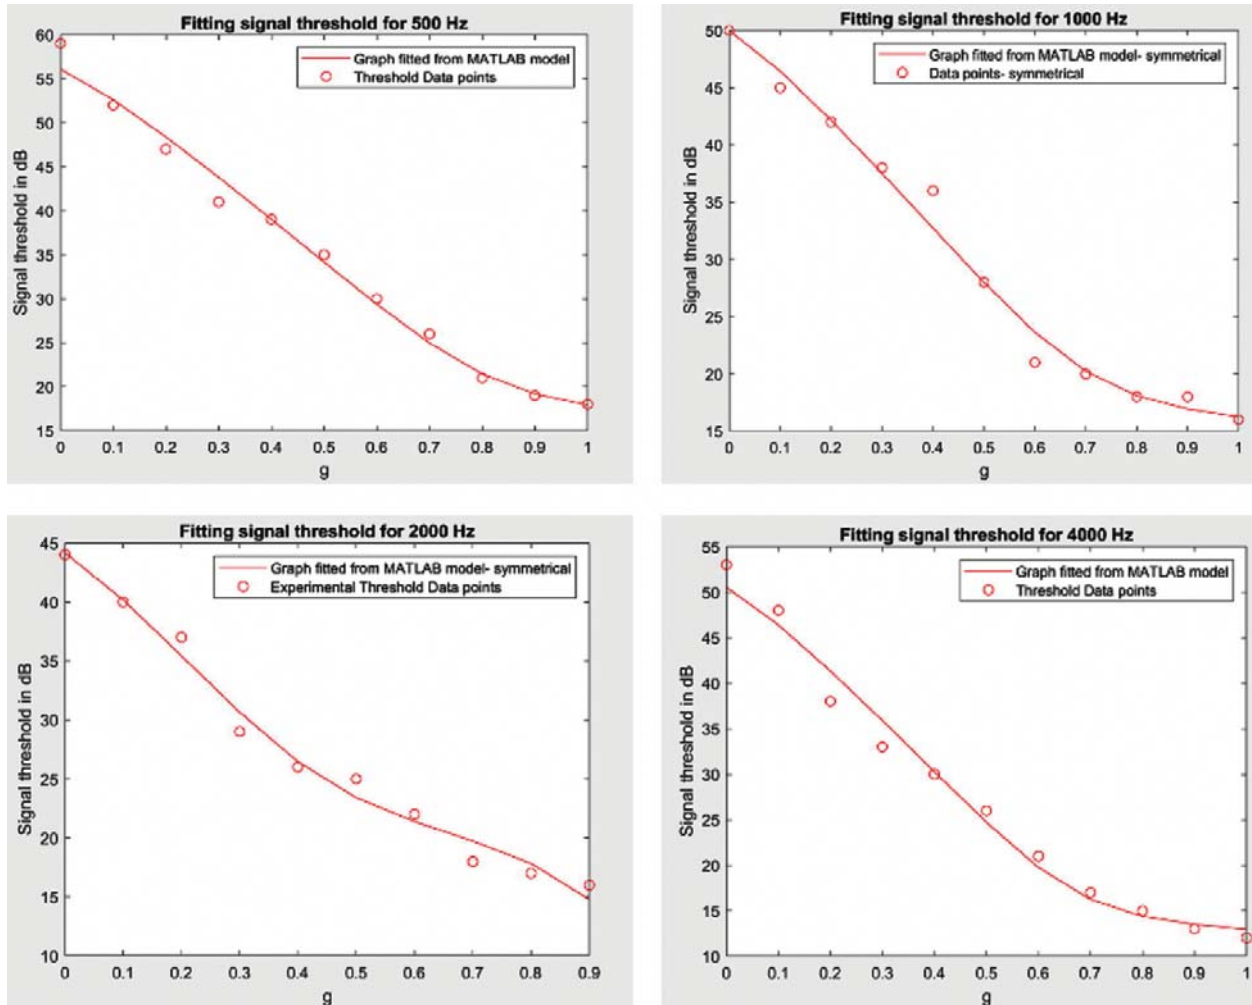 Fitting signal threshold for 500 Hz
60
55
50
45
40
35
30
25
20
15
Signal threshold in dB
Graph fitted from MATLAB model
Threshold Data points
0 0.1 0.2 0.3 0.4 0.5 0.6 0.7 0.8 0.9 1
g
Fitting signal threshold for 1000 Hz
50
45
40
35
30
25
20
15
Signal threshold in dB
Graph fitted from MATLAB model- symmetrical
Data points- symmetrical
0 0.1 0.2 0.3 0.4 0.5 0.6 0.7 0.8 0.9 1
g
Fitting signal threshold for 2000 Hz
45
40
35
30
25
20
15
10
Signal threshold in dB
Graph fitted from MATLAB model- symmetrical
Experimental Threshold Data points
0 0.1 0.2 0.3 0.4 0.5 0.6 0.7 0.8 0.9
g
Fitting signal threshold for 4000 Hz
55
50
45
40
35
30
25
20
15
10
Signal threshold in dB
Graph fitted from MATLAB model
Threshold Data points
0 0.1 0.2 0.3 0.4 0.5 0.6 0.7 0.8 0.9 1
g